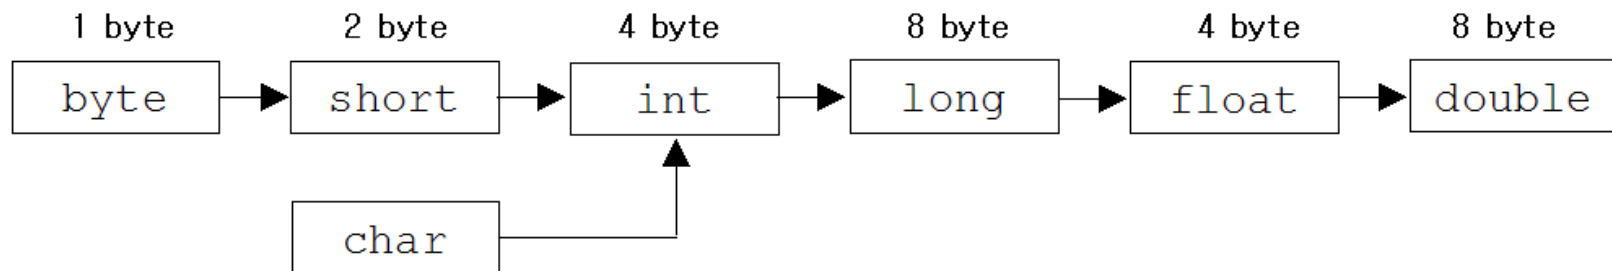 1 byte 2 byte 4 byte 8 byte 4 byte 8 byte
byte short int long float double
char